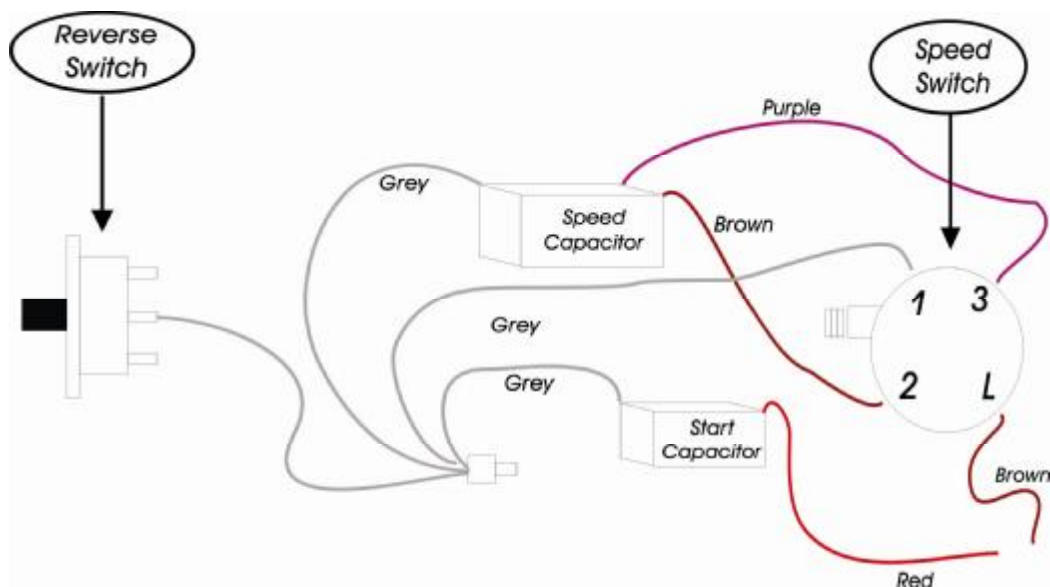 Reverse
Switch
Speed
Switch
Purple
Grey
Speed
Capacitor
Brown
1
3
Grey
2
L
Grey
Start
Capacitor
Brown
Red